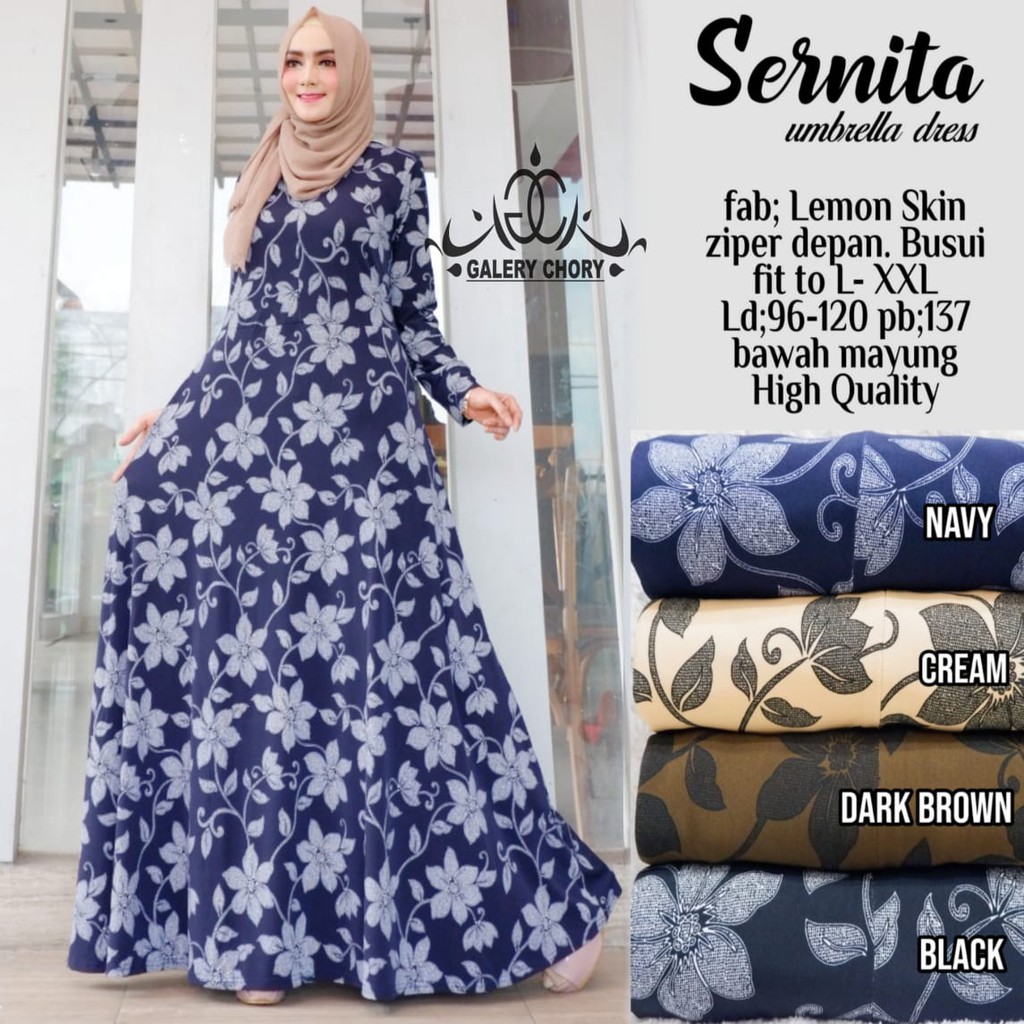 Sernita
umbrella dress
GALERY CHORY
fab; Lemon Skin
ziper depan. Busui
fit to L- XXL
Ld;96-120 pb;137
bawah mayung
High Quality
NAVY
CREAM
DARK BROWN
BLACK